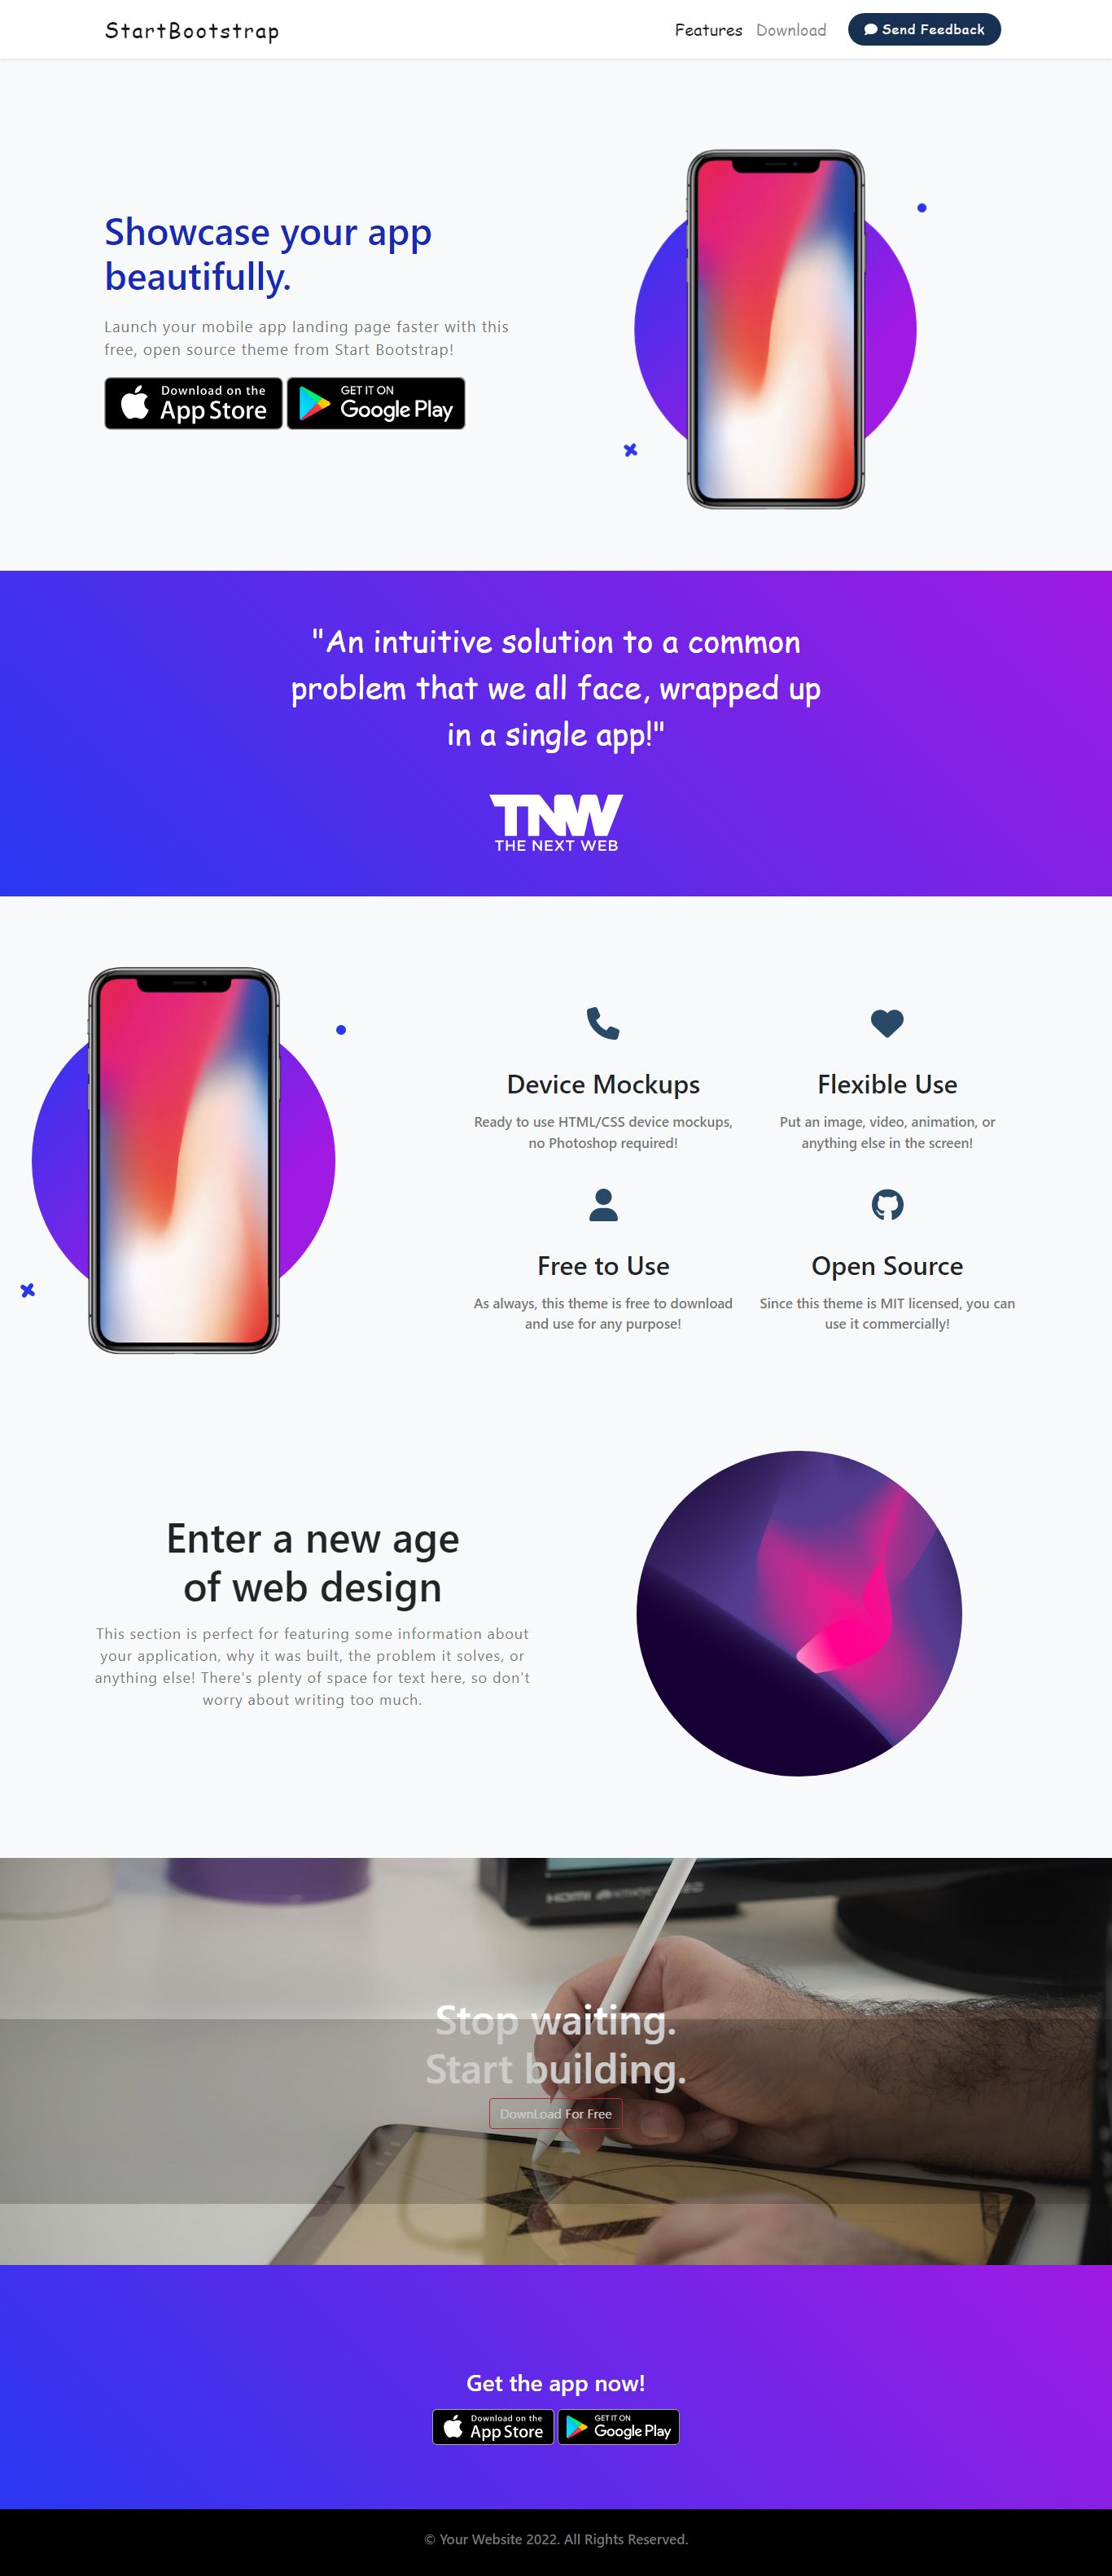 StartBootstrap
Features Download Send Feedback
Showcase your app
beautifully.
Launch your mobile app landing page faster with this
free, open source theme from Start Bootstrap!
Download on the
App Store
GET IT ON
Google Play
"An intuitive solution to a common
problem that we all face, wrapped up
in a single app!"
TNW
THE NEXT WEB
Device Mockups
Ready to use HTML/CSS device mockups,
no Photoshop required!
Flexible Use
Put an image, video, animation, or
anything else in the screen!
Free to Use
As always, this theme is free to download
and use for any purpose!
Open Source
Since this theme is MIT licensed, you can
use it commercially!
Enter a new age
of web design
This section is perfect for featuring some information about
your application, why it was built, the problem it solves, or
anything else! There's plenty of space for text here, so don't
worry about writing too much.
HDMI
Stop waiting.
Start building.
DownLoad For Free
Get the app now!
Download on the
App Store
GET IT ON
Google Play
© Your Website 2022. All Rights Reserved.